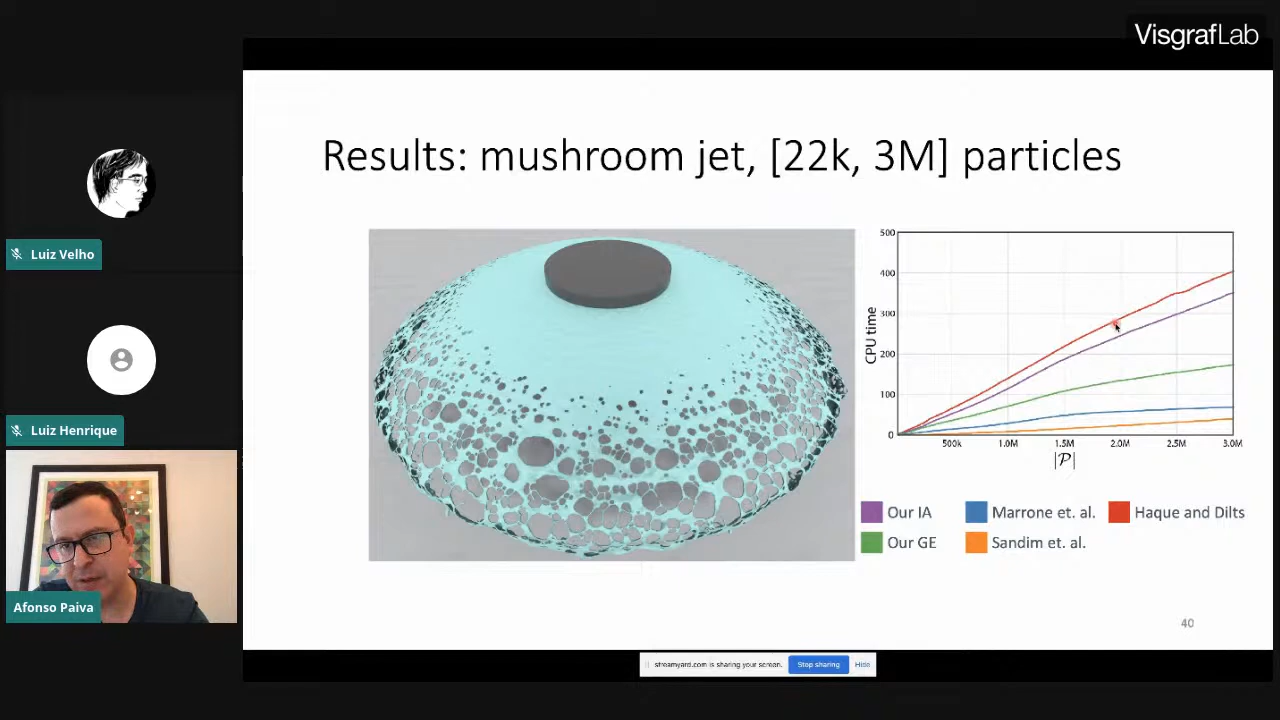 VisgrafLab
Results: mushroom jet, [22k, 3M] particles
Luiz Velho
Luiz Henrique
Afonso Paiva
500
400
300
200
100
0
CPU time
500k 1.0M 1.5M 2.0M 2.5M 3.0M
|𝒫|
Our IA Marrone et. al. Haque and Dilts
Our GE Sandim et. al.
40
streamyard.com is sharing your screen. Stop sharing Hide